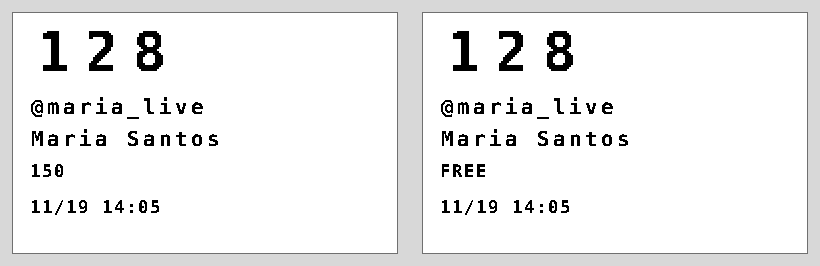 128
@maria_live
Maria Santos
150
11/19 14:05
128
@maria_live
Maria Santos
FREE
11/19 14:05